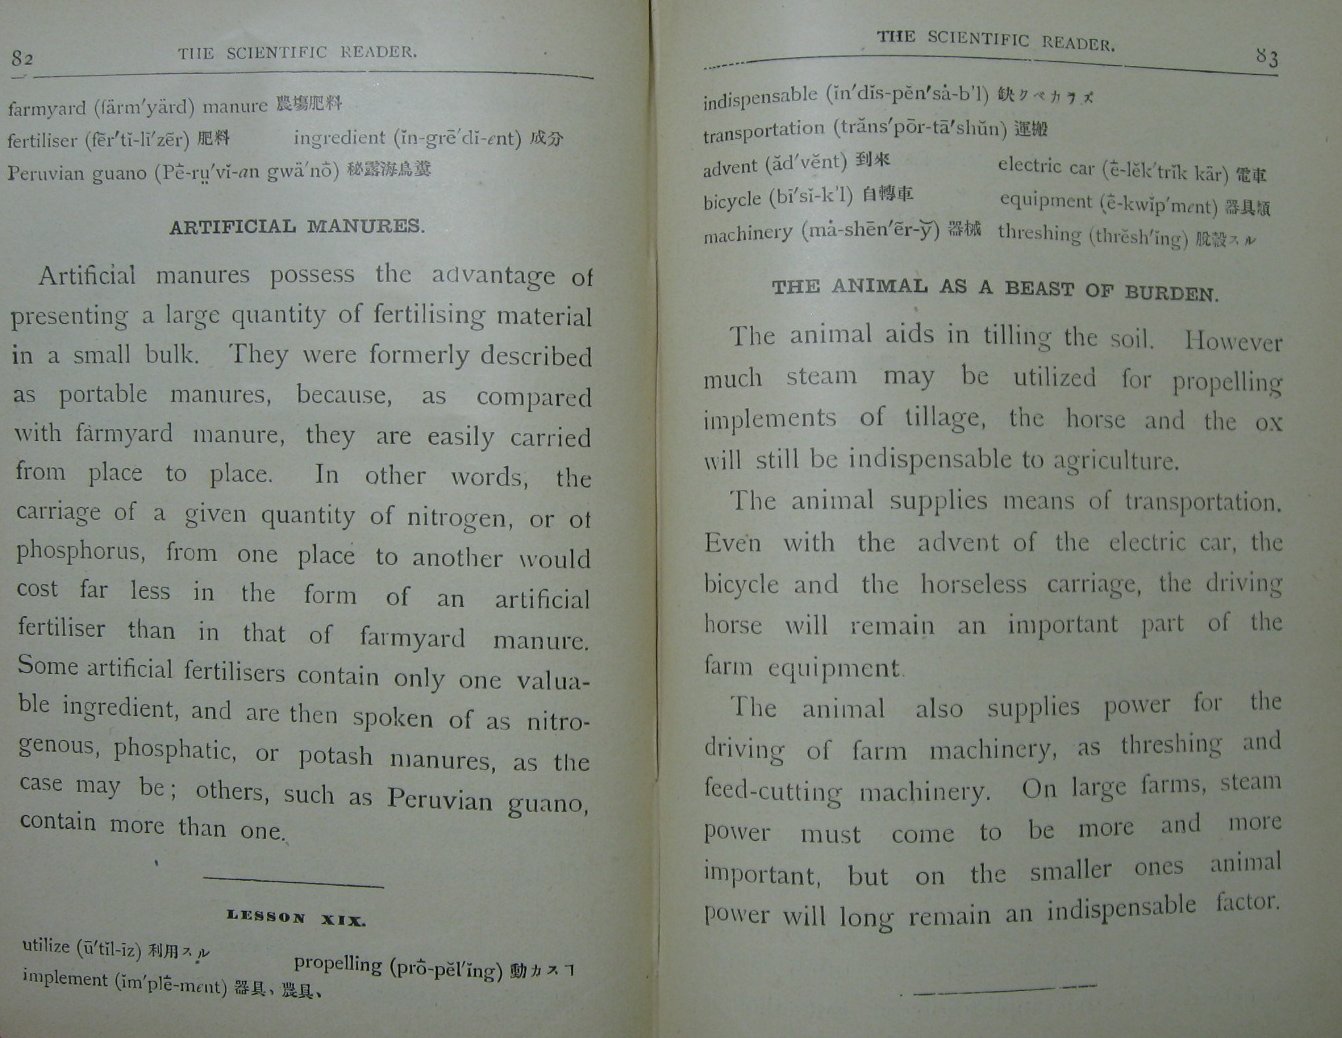 82 THE SCIENTIFIC READER.
farmyard (färm′yärd) manure 農塲肥料
fertiliser (fẽr′tĭ-lī′zẽr) 肥料 ingredient (ĭn-grē′dĭ-ent) 成分
Peruvian guano (Pē̇-rṳ′vĭ-an gwä′nō) 秘露海鳥糞
ARTIFICIAL MANURES.
Artificial manures possess the advantage of
presenting a large quantity of fertilising material
in a small bulk. They were formerly described
as portable manures, because, as compared
with farmyard manure, they are easily carried
from place to place. In other words, the
carriage of a given quantity of nitrogen, or of
phosphorus, from one place to another would
cost far less in the form of an artificial
fertiliser than in that of farmyard manure.
Some artificial fertilisers contain only one valua-
ble ingredient, and are then spoken of as nitro-
genous, phosphatic, or potash manures, as the
case may be; others, such as Peruvian guano,
contain more than one.
LESSON XIX.
utilize (ū′tĭl-īz) 利用スル propelling (prō̇-pĕl′ĭng) 動カスヿ
implement (ĭm′plē̇-ment) 器具、農具、
THE SCIENTIFIC READER. 83
indispensable (ĭn′dĭs-pĕn′sȧ-b'l) 缺クベカラズ
transportation (trăns′pōr-tā′shŭn) 運搬
advent (ăd′vĕnt) 到來 electric car (ē̇-lĕk′trĭk kär) 電車
bicycle (bī′sĭ-k'l) 自轉車 equipment (ē̇-kwĭp′ment) 器具類
machinery (mȧ-shēn′ẽr-y̆) 器械 threshing (thrĕsh′ĭng) 脫穀スル
THE ANIMAL AS A BEAST OF BURDEN.
The animal aids in tilling the soil. However
much steam may be utilized for propelling
implements of tillage, the horse and the ox
will still be indispensable to agriculture.
The animal supplies means of transportation.
Even with the advent of the electric car, the
bicycle and the horseless carriage, the driving
horse will remain an important part of the
farm equipment.
The animal also supplies power for the
driving of farm machinery, as threshing and
feed-cutting machinery. On large farms, steam
power must come to be more and more
important, but on the smaller ones animal
power will long remain an indispensable factor.